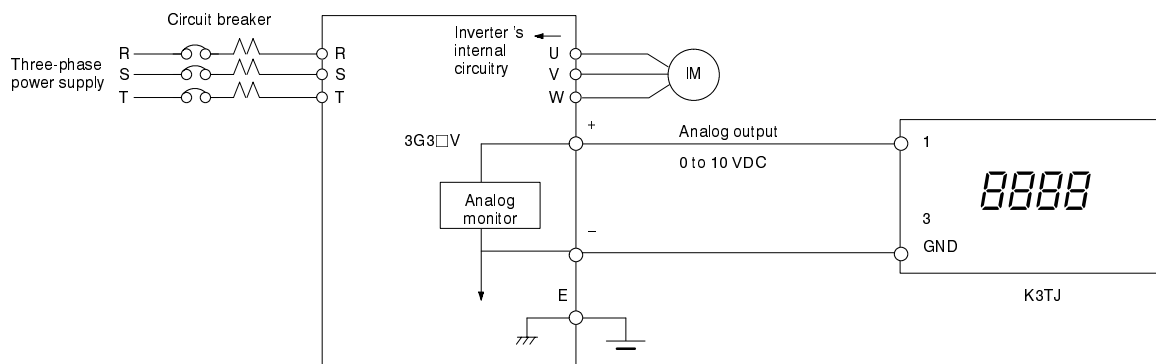 Circuit breaker
Three-phase
power supply
R
S
T
R
S
T
Inverter's
internal
circuitry
U
V
W
IM
3G3□V
+
Analog output
0 to 10 VDC
Analog
monitor
–
E
1
8888
3
GND
K3TJ